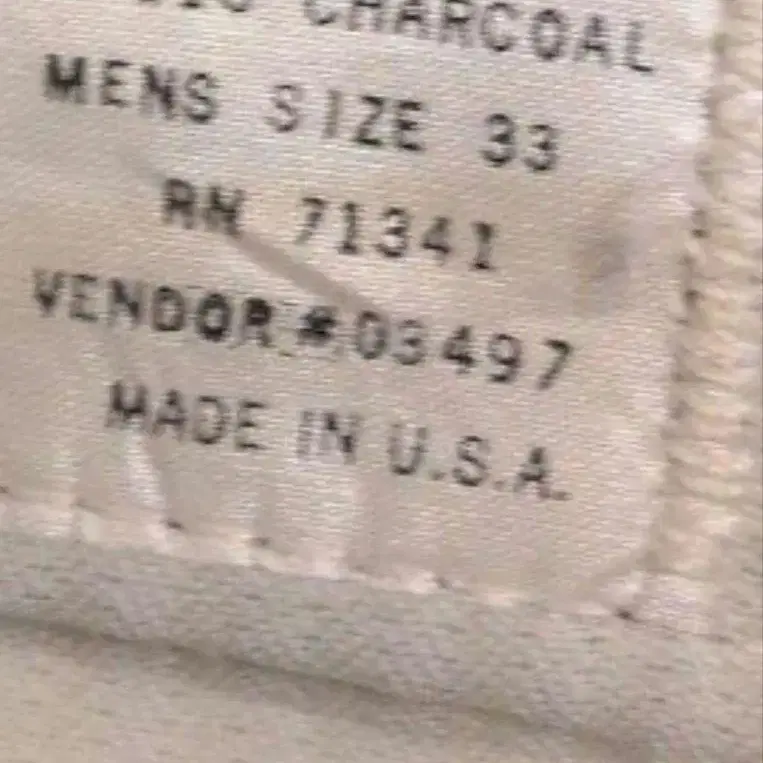 CHARCOAL
MENS SIZE 33
RN 71341
VENDOR #03497
MADE IN U.S.A.